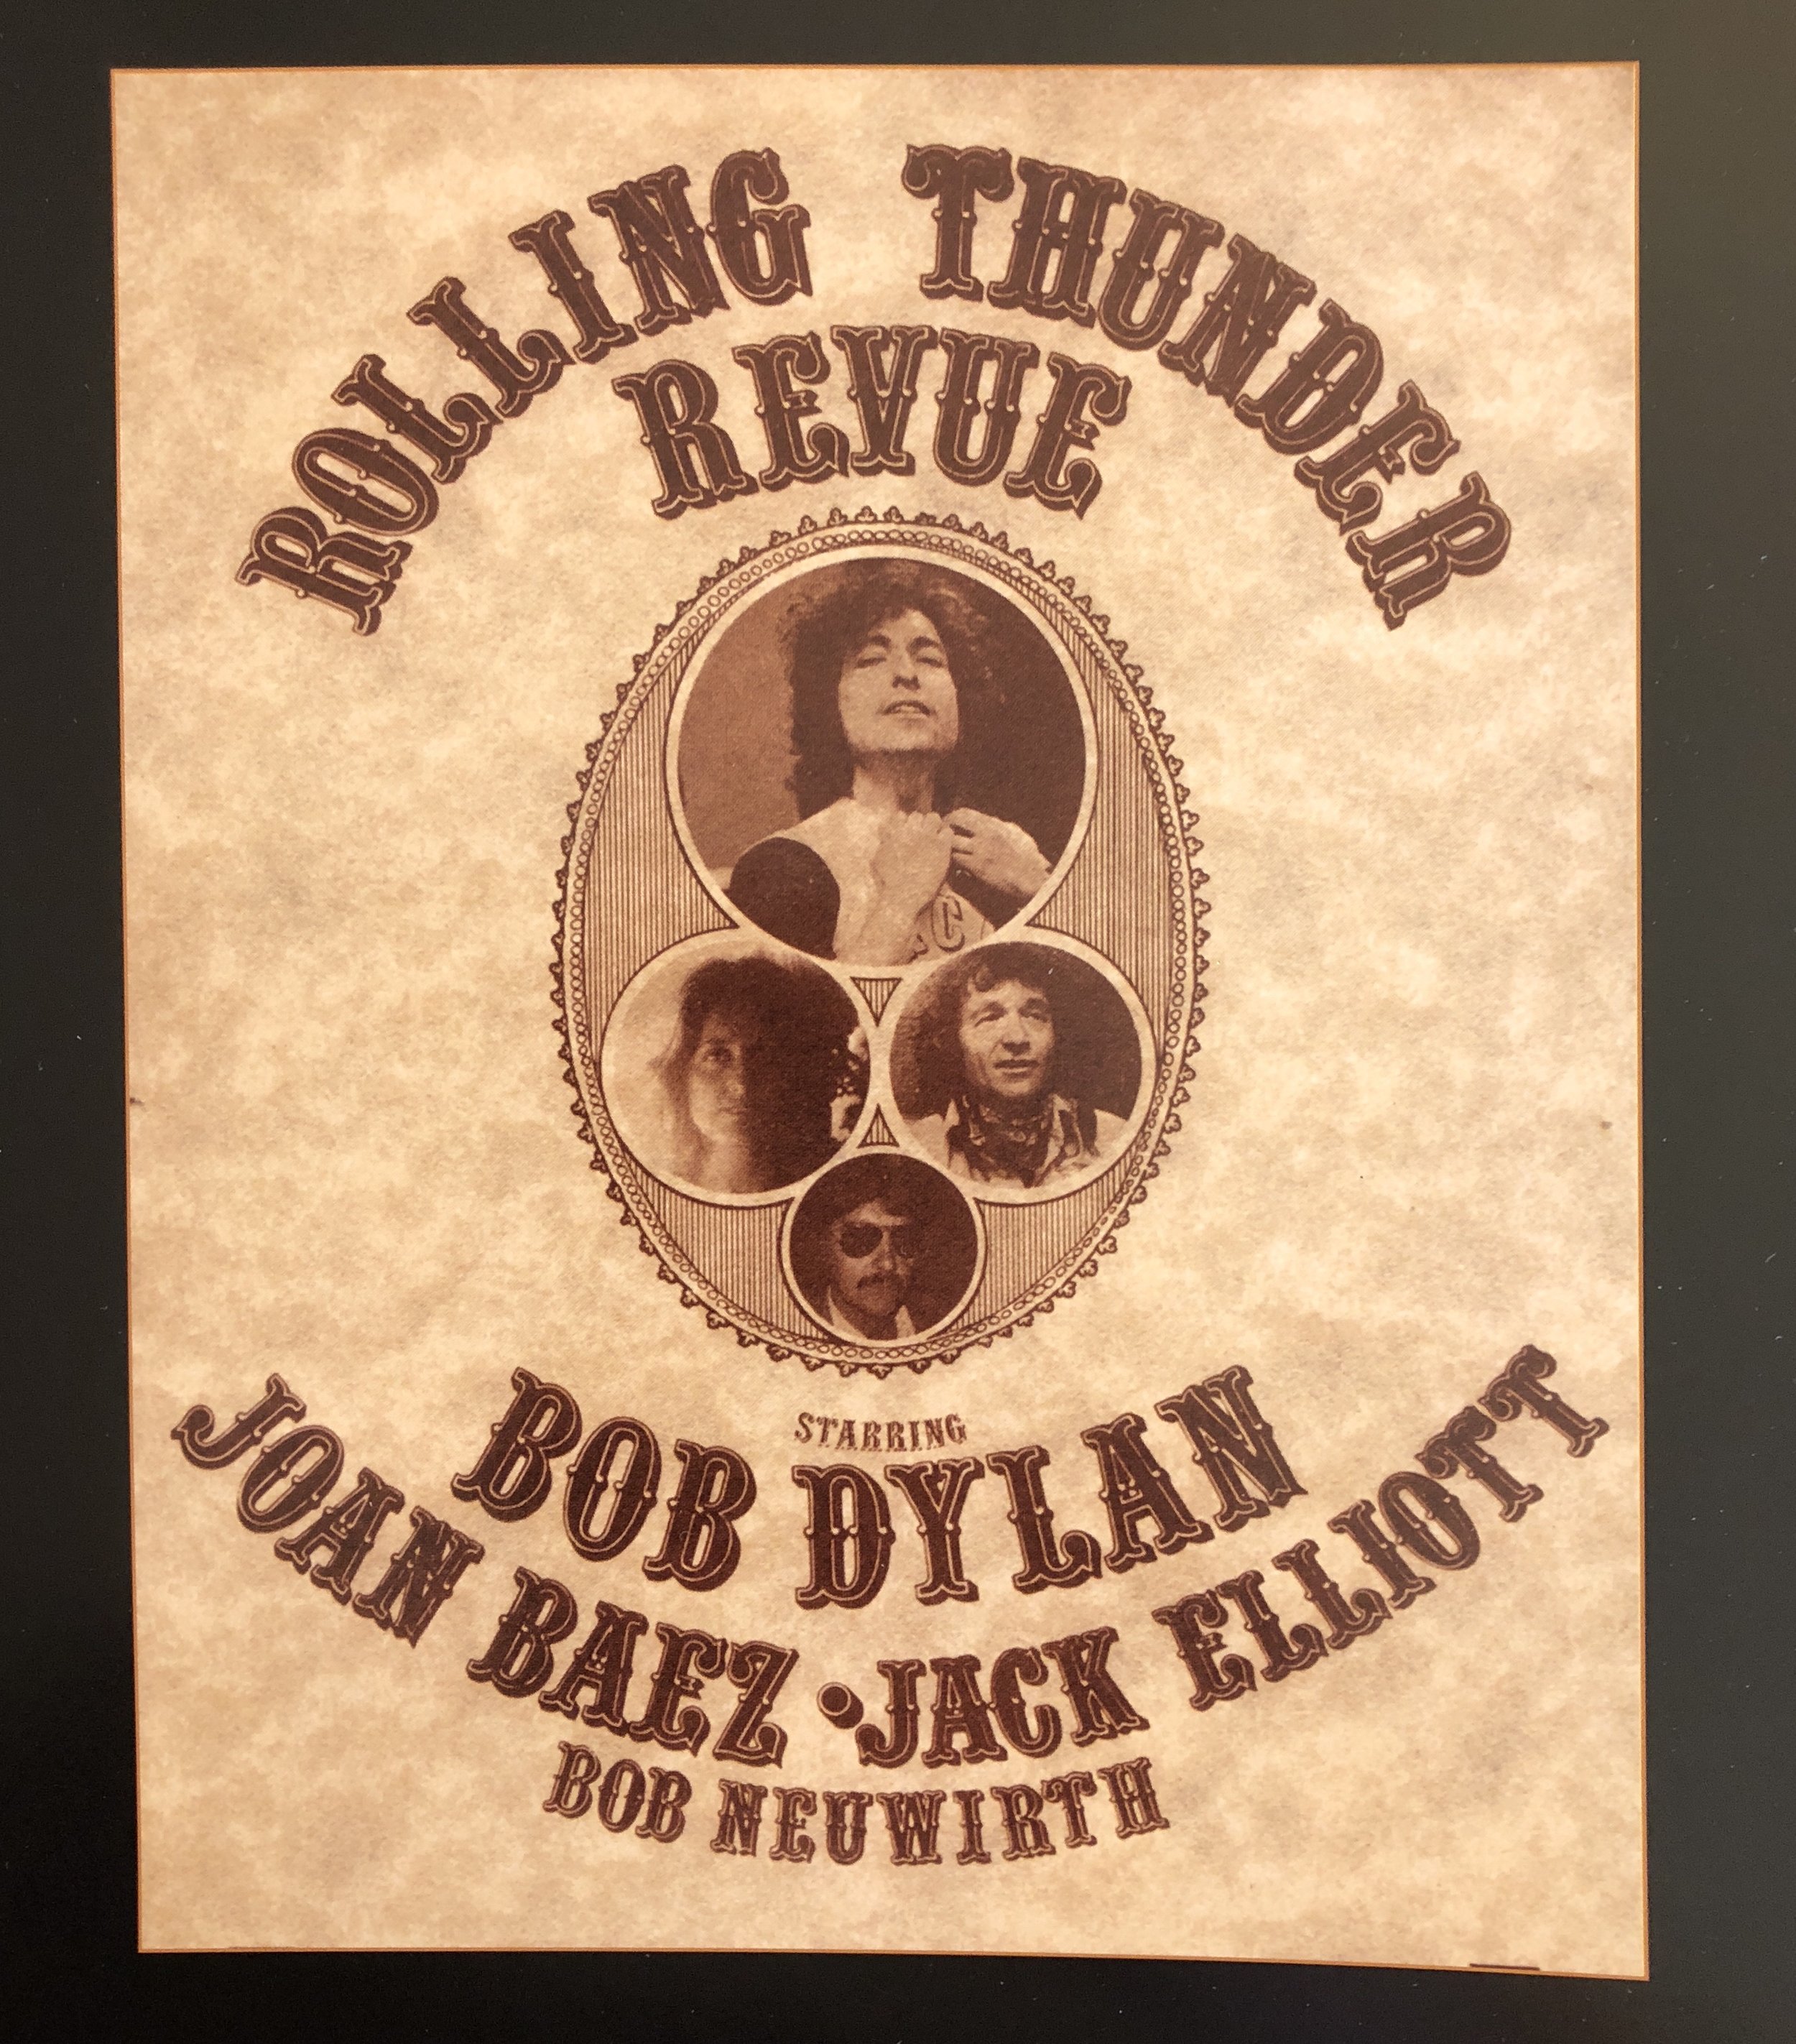 ROLLING THUNDER
REVUE
C
STARRING
BOB DYLAN
JOAN BAEZ • JACK ELLIOTT
BOB NEUWIRTH